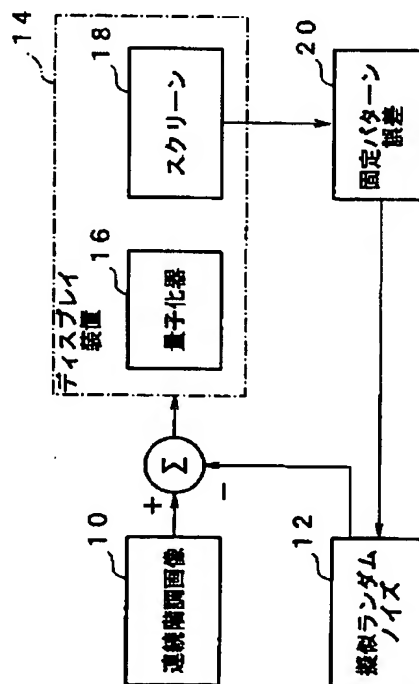 10
連続階調画像
+
−
Σ
14
ディスプレイ
装置
16
量子化器
18
スクリーン
12
擬似ランダム
ノイズ
20
固定パターン
誤差